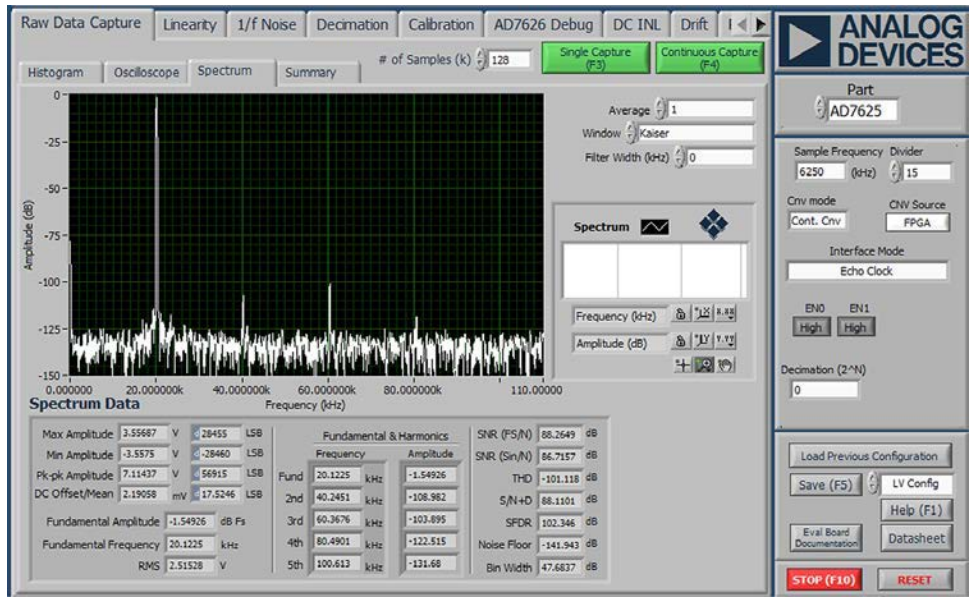 Raw Data Capture Linearity 1/f Noise Decimation Calibration AD7626 Debug DC INL Drift
ANALOG
DEVICES
Histogram Oscilloscope Spectrum Summary
# of Samples (k) 128
Single Capture
(F3)
Continuous Capture
(F4)
Part
AD7625
Average 1
Window Kaiser
Filter Width (kHz) 0
Sample Frequency Divider
6250 (kHz) 15
Cnv mode CNV Source
Cont. Cnv FPGA
Interface Mode
Echo Clock
EN0 EN1
High High
Decimation (2^N)
0
Amplitude (dB)
0
-25
-50
-75
-100
-125
-150
0.000000 20.000000k 40.000000k 60.000000k 80.000000k 110.00000
Frequency (kHz)
Spectrum
Frequency (kHz)
Amplitude (dB)
Spectrum Data
Max Amplitude 3.55687 V d 28455 LSB
Min Amplitude -3.5575 V d -28460 LSB
Pk-pk Amplitude 7.11437 V d 56915 LSB
DC Offset/Mean 2.19058 mV d 17.5246 LSB
Fundamental Amplitude -1.54926 dB Fs
Fundamental Frequency 20.1225 kHz
RMS 2.51528 V
Fundamental & Harmonics
Frequency Amplitude
Fund 20.1225 kHz -1.54926
2nd 40.2451 kHz -108.982
3rd 60.3676 kHz -103.895
4th 80.4901 kHz -122.515
5th 100.613 kHz -131.68
SNR (FS/N) 88.2649 dB
SNR (Sin/N) 86.7157 dB
THD -101.118 dB
S/N+D 88.1101 dB
SFDR 102.346 dB
Noise Floor -141.943 dB
Bin Width 47.6837 dB
Load Previous Configuration
Save (F5) LV Config
Help (F1)
Eval Board
Documentation
Datasheet
STOP (F10) RESET